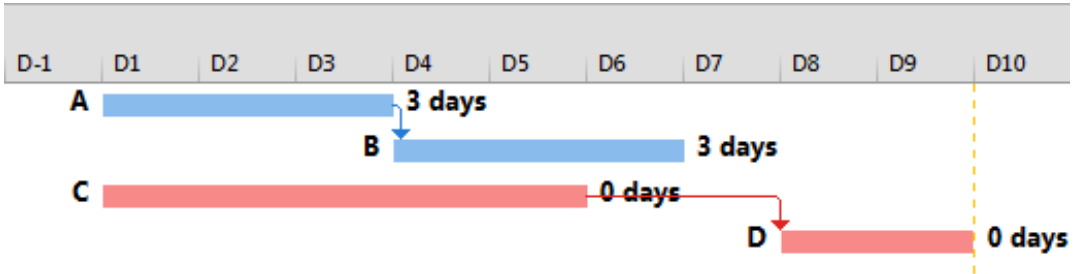 D-1 D1 D2 D3 D4 D5 D6 D7 D8 D9 D10
A 3 days
B 3 days
C 0 days
D 0 days